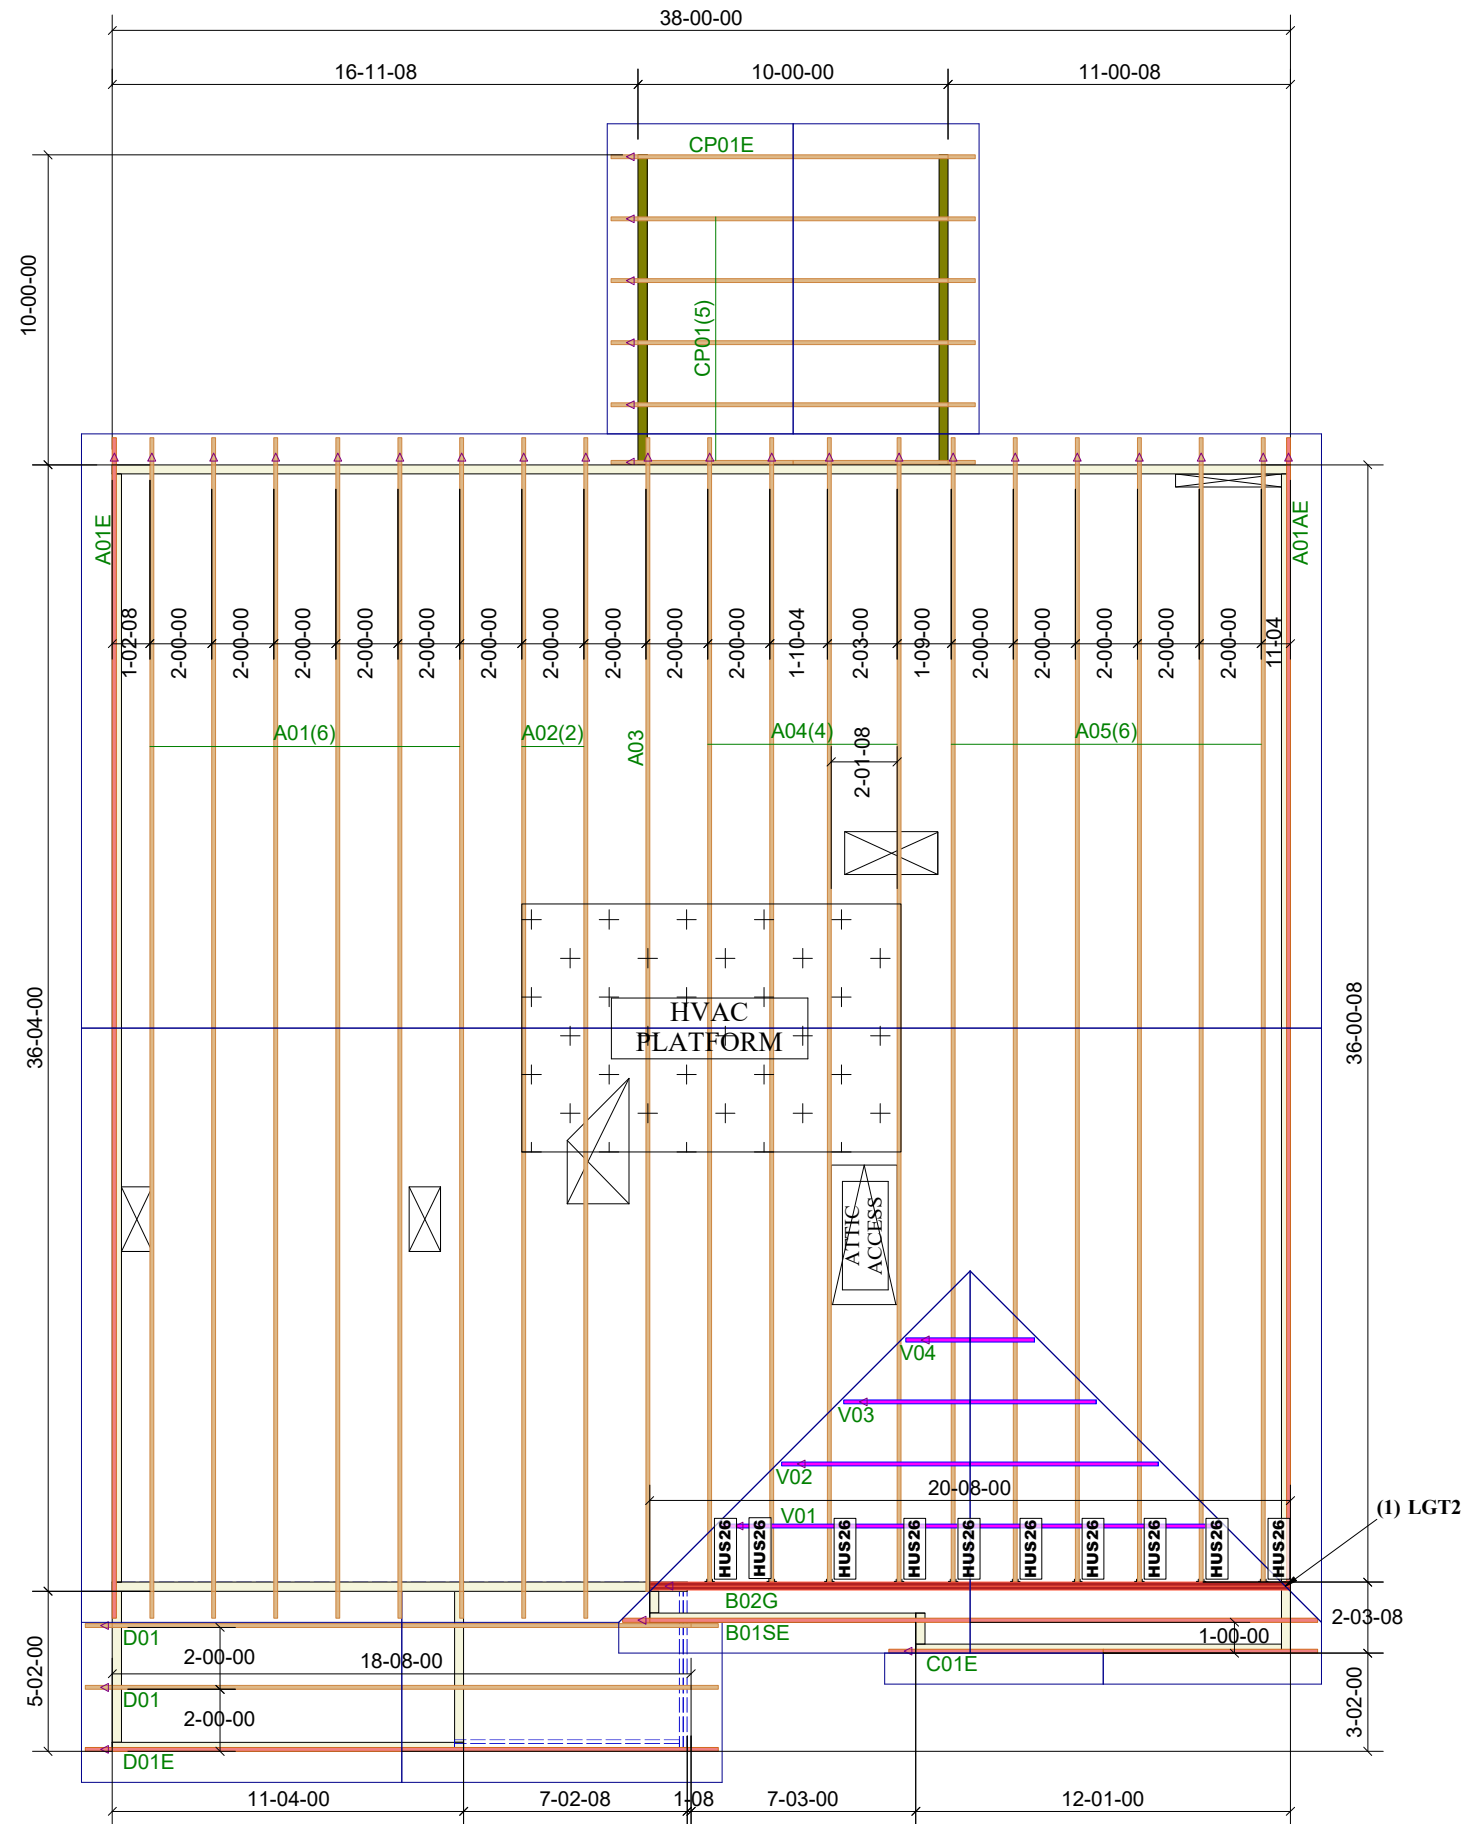 38-00-00
16-11-08
10-00-00
11-00-08
CP01E
10-00-00
CP01(5)
A01E
A01AE
1-02-08
2-00-00
2-00-00
2-00-00
2-00-00
2-00-00
2-00-00
2-00-00
2-00-00
2-00-00
2-00-00
1-10-04
2-03-00
1-09-00
2-00-00
2-00-00
2-00-00
2-00-00
2-00-00
11-04
A01(6)
A02(2)
A03
A04(4)
A05(6)
2-01-08
36-04-00
HVAC
PLATFORM
36-00-08
ATTIC
ACCESS
V04
V03
V02
20-08-00
V01
(1) LGT2
HUS26
HUS26
HUS26
HUS26
HUS26
HUS26
HUS26
HUS26
HUS26
HUS26
B02G
B01SE
2-03-08
1-00-00
C01E
D01
2-00-00
18-08-00
5-02-00
D01
2-00-00
3-02-00
D01E
11-04-00
7-02-08
1-08
7-03-00
12-01-00